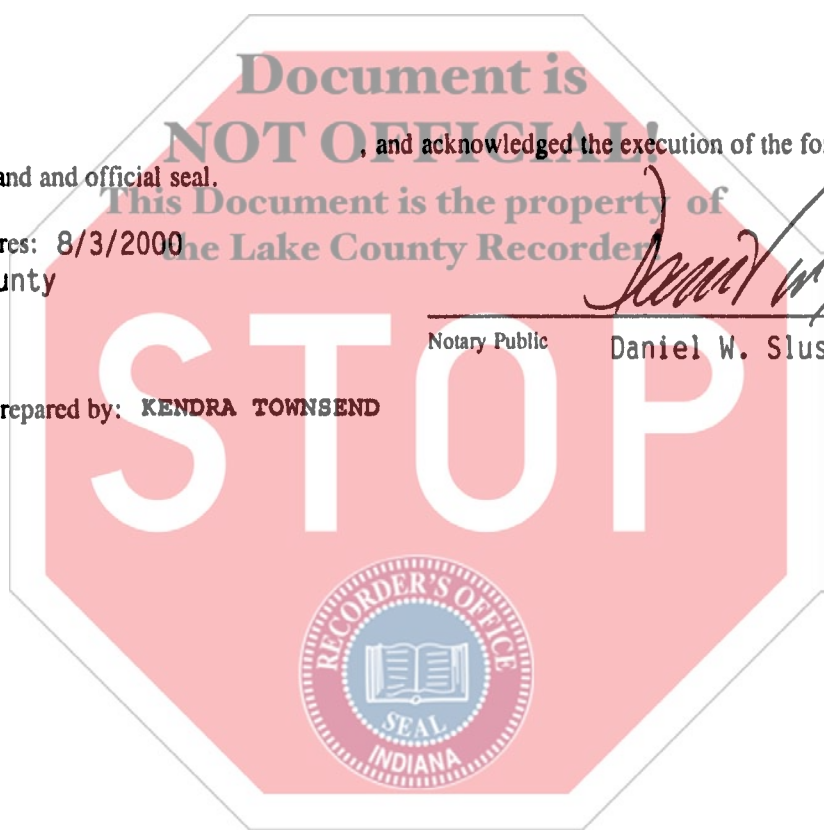 Document is
NOT OFFICIAL!
, and acknowledged the execution of the fo
and and official seal.
This Document is the property of
the Lake County Recorder!
res: 8/3/2000
unty
Notary Public
Daniel W. Slus
repared by: KENDRA TOWNSEND
STOP
RECORDER'S OFFICE
SEAL
INDIANA